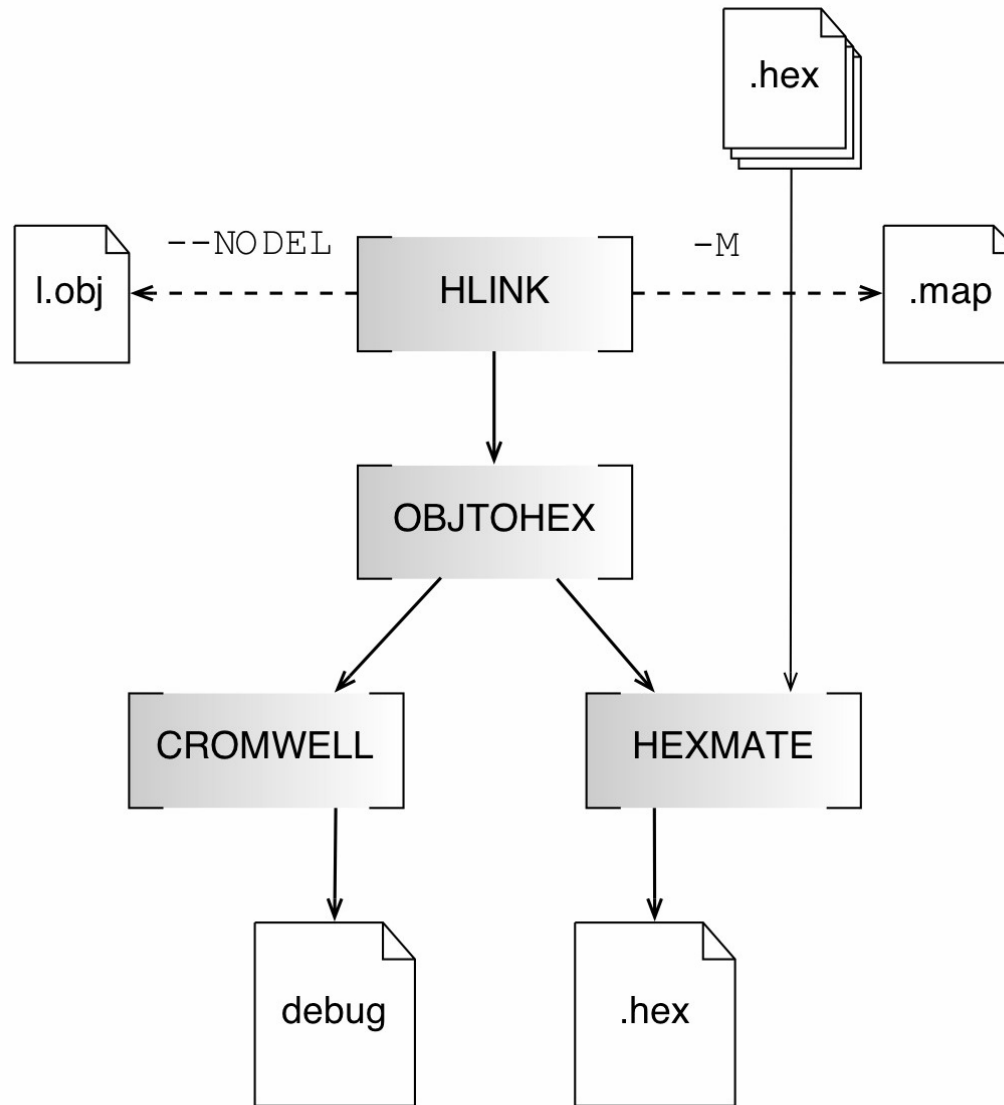 .hex
--NODEL
-M
l.obj
HLINK
.map
OBJTOHEX
CROMWELL
HEXMATE
debug
.hex